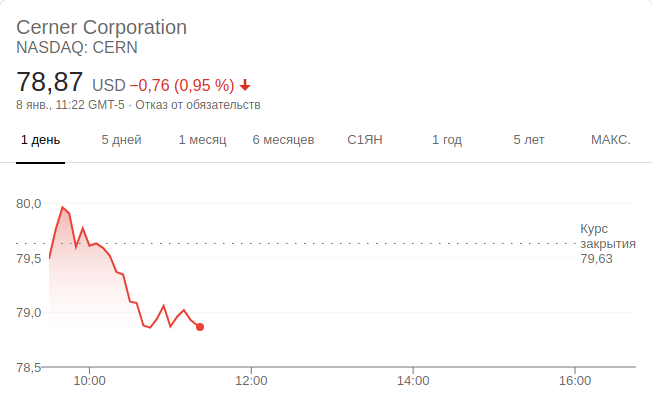 Cerner Corporation
NASDAQ: CERN
78,87 USD −0,76 (0,95 %)
8 янв., 11:22 GMT-5 · Отказ от обязательств
1 день 5 дней 1 месяц 6 месяцев С1ЯН 1 год 5 лет МАКС.
80,0
Курс
закрытия
79,63
79,5
79,0
78,5
10:00 12:00 14:00 16:00